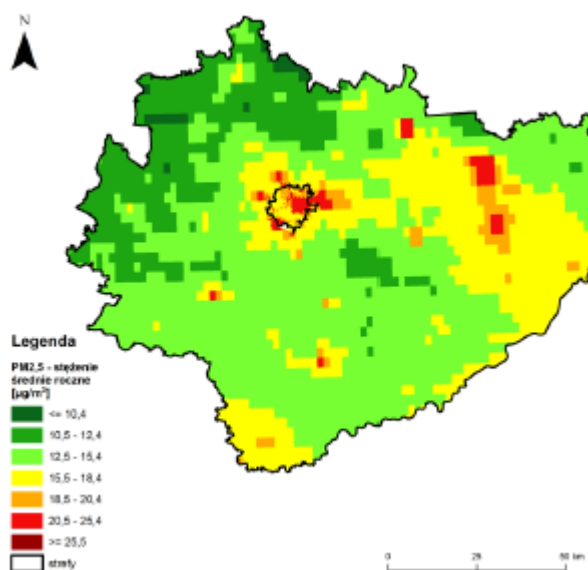 N
Legenda
PM2,5 - stężenie
średnie roczne
[µg/m³]
<= 10,4
10,5 - 12,4
12,5 - 15,4
15,5 - 18,4
18,5 - 20,4
20,5 - 25,4
>= 25,5
strefy
0 25 50 km